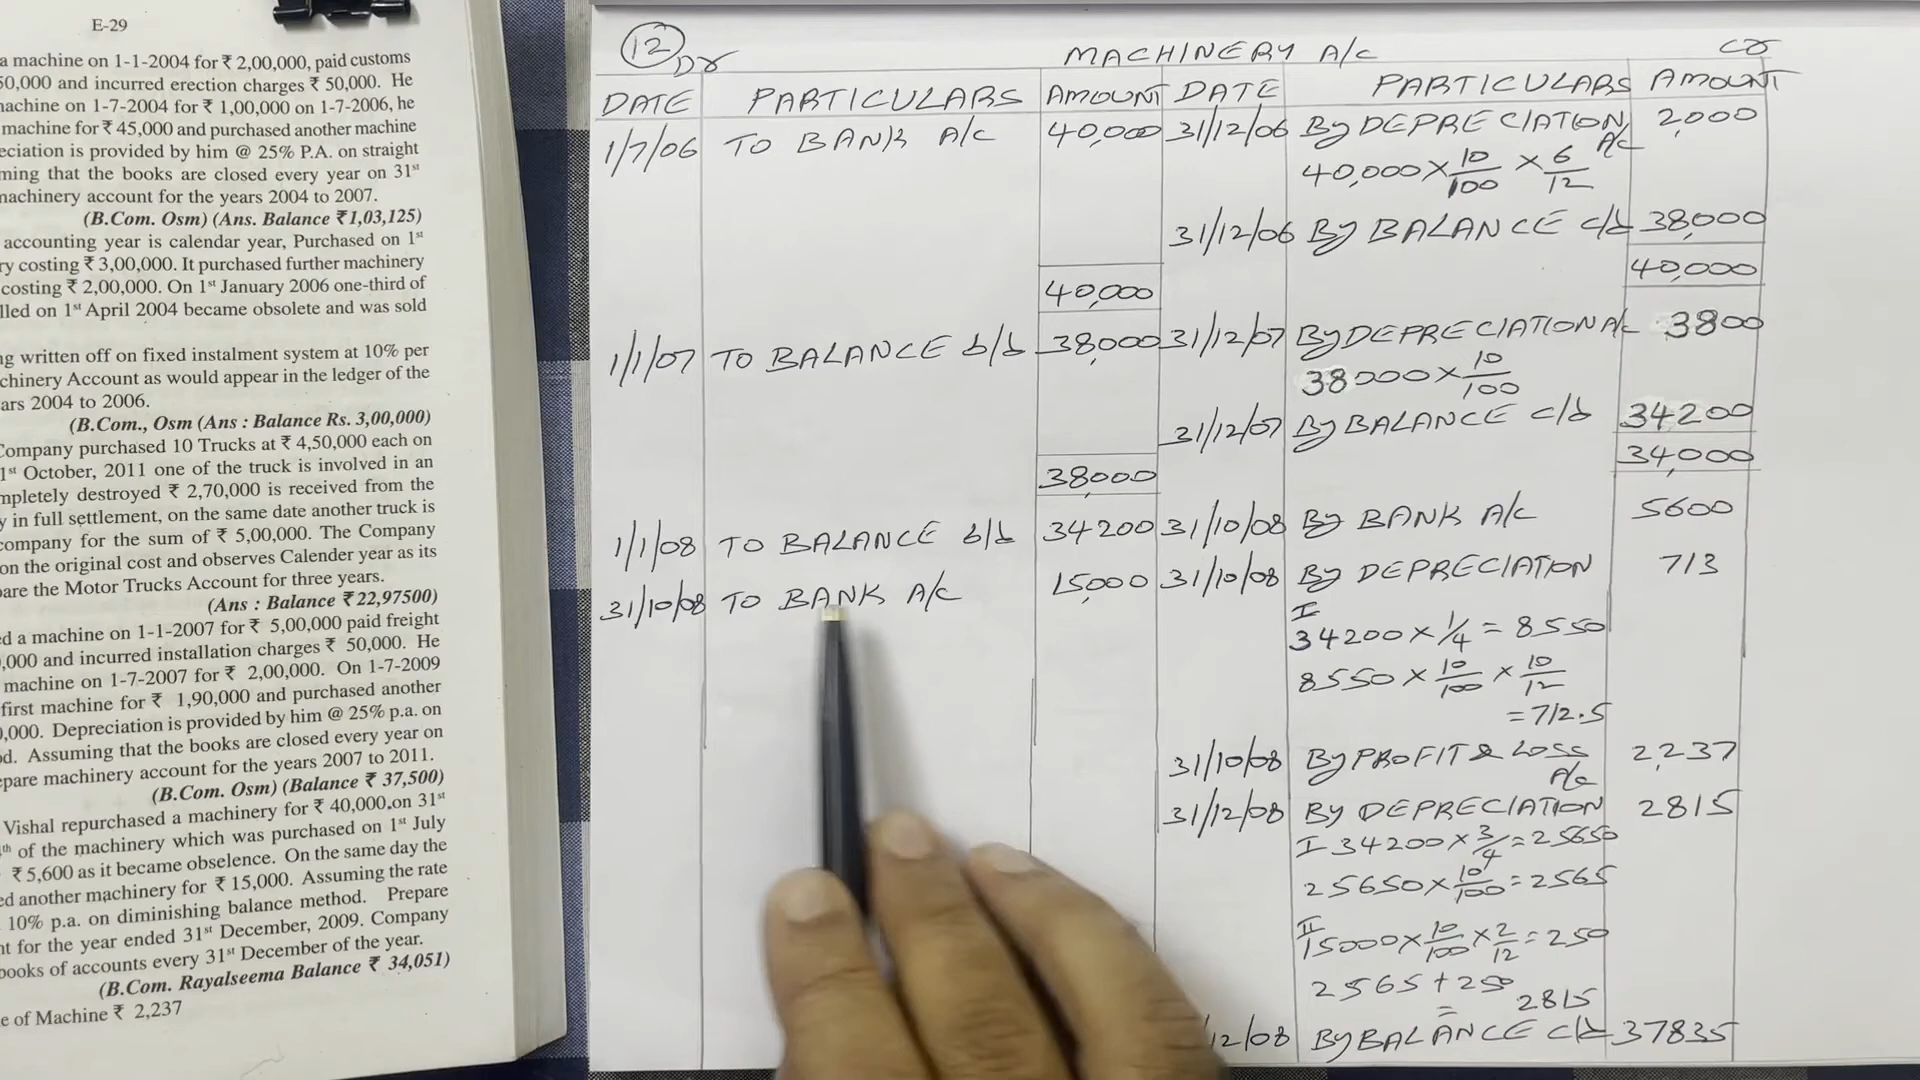 E-29
a machine on 1-1-2004 for ₹ 2,00,000, paid customs
50,000 and incurred erection charges ₹ 50,000. He
nachine on 1-7-2004 for ₹ 1,00,000 on 1-7-2006, he
machine for ₹ 45,000 and purchased another machine
eciation is provided by him @ 25% P.A. on straight
ming that the books are closed every year on 31st
nachinery account for the years 2004 to 2007.
(B.Com. Osm) (Ans. Balance ₹1,03,125)
accounting year is calendar year, Purchased on 1st
ry costing ₹ 3,00,000. It purchased further machinery
costing ₹ 2,00,000. On 1st January 2006 one-third of
lled on 1st April 2004 became obsolete and was sold
ng written off on fixed instalment system at 10% per
chinery Account as would appear in the ledger of the
ars 2004 to 2006.
(B.Com., Osm (Ans : Balance Rs. 3,00,000)
Company purchased 10 Trucks at ₹ 4,50,000 each on
1st October, 2011 one of the truck is involved in an
mpletely destroyed ₹ 2,70,000 is received from the
y in full settlement, on the same date another truck is
company for the sum of ₹ 5,00,000. The Company
on the original cost and observes Calender year as its
pare the Motor Trucks Account for three years.
(Ans : Balance ₹ 22,97500)
ed a machine on 1-1-2007 for ₹ 5,00,000 paid freight
,000 and incurred installation charges ₹ 50,000. He
machine on 1-7-2007 for ₹ 2,00,000. On 1-7-2009
first machine for ₹ 1,90,000 and purchased another
0,000. Depreciation is provided by him @ 25% p.a. on
d. Assuming that the books are closed every year on
epare machinery account for the years 2007 to 2011.
(B.Com. Osm) (Balance ₹ 37,500)
Vishal repurchased a machinery for ₹ 40,000.on 31st
th of the machinery which was purchased on 1st July
₹ 5,600 as it became obselence. On the same day the
ed another machinery for ₹ 15,000. Assuming the rate
10% p.a. on diminishing balance method. Prepare
nt for the year ended 31st December, 2009. Company
books of accounts every 31st December of the year.
(B.Com. Rayalseema Balance ₹ 34,051)
e of Machine ₹ 2,237
12 Dr MACHINERY A/c Cr
DATE PARTICULARS AMOUNT DATE PARTICULARS AMOUNT
1/7/06 TO BANK A/c 40,000 31/12/06 By DEPRECIATION A/c 2,000
40,000 × 10/100 × 6/12
31/12/06 By BALANCE c/d 38,000
40,000 40,000
1/1/07 TO BALANCE b/d 38,000 31/12/07 By DEPRECIATION A/c 3800
38000 × 10/100
31/12/07 By BALANCE c/d 34200
38,000 34,000
1/1/08 TO BALANCE b/d 34200 31/10/08 By BANK A/c 5600
31/10/08 TO BANK A/c 15,000 31/10/08 By DEPRECIATION 713
I
34200 × 1/4 = 8550
8550 × 10/100 × 10/12
= 712.5
31/10/08 By PROFIT & LOSS A/c 2,237
31/12/08 By DEPRECIATION 2815
I 34200 × 3/4 = 25650
25650 × 10/100 = 2565
II
15000 × 10/100 × 2/12 = 250
2565 + 250
= 2815
12/08 By BALANCE c/d 37835